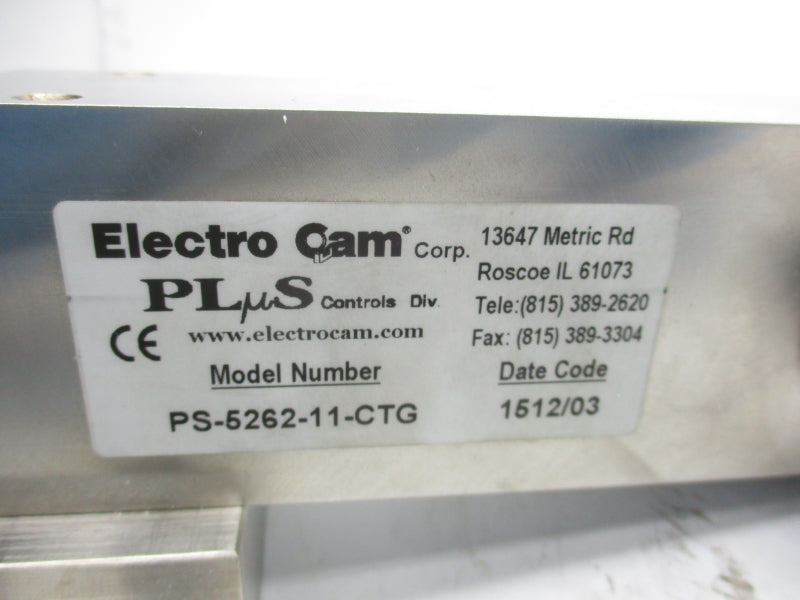 Electro Cam® Corp.
PLμS Controls Div.
www.electrocam.com
CE
13647 Metric Rd
Roscoe IL 61073
Tele:(815) 389-2620
Fax: (815) 389-3304
Model Number
PS-5262-11-CTG
Date Code
1512/03